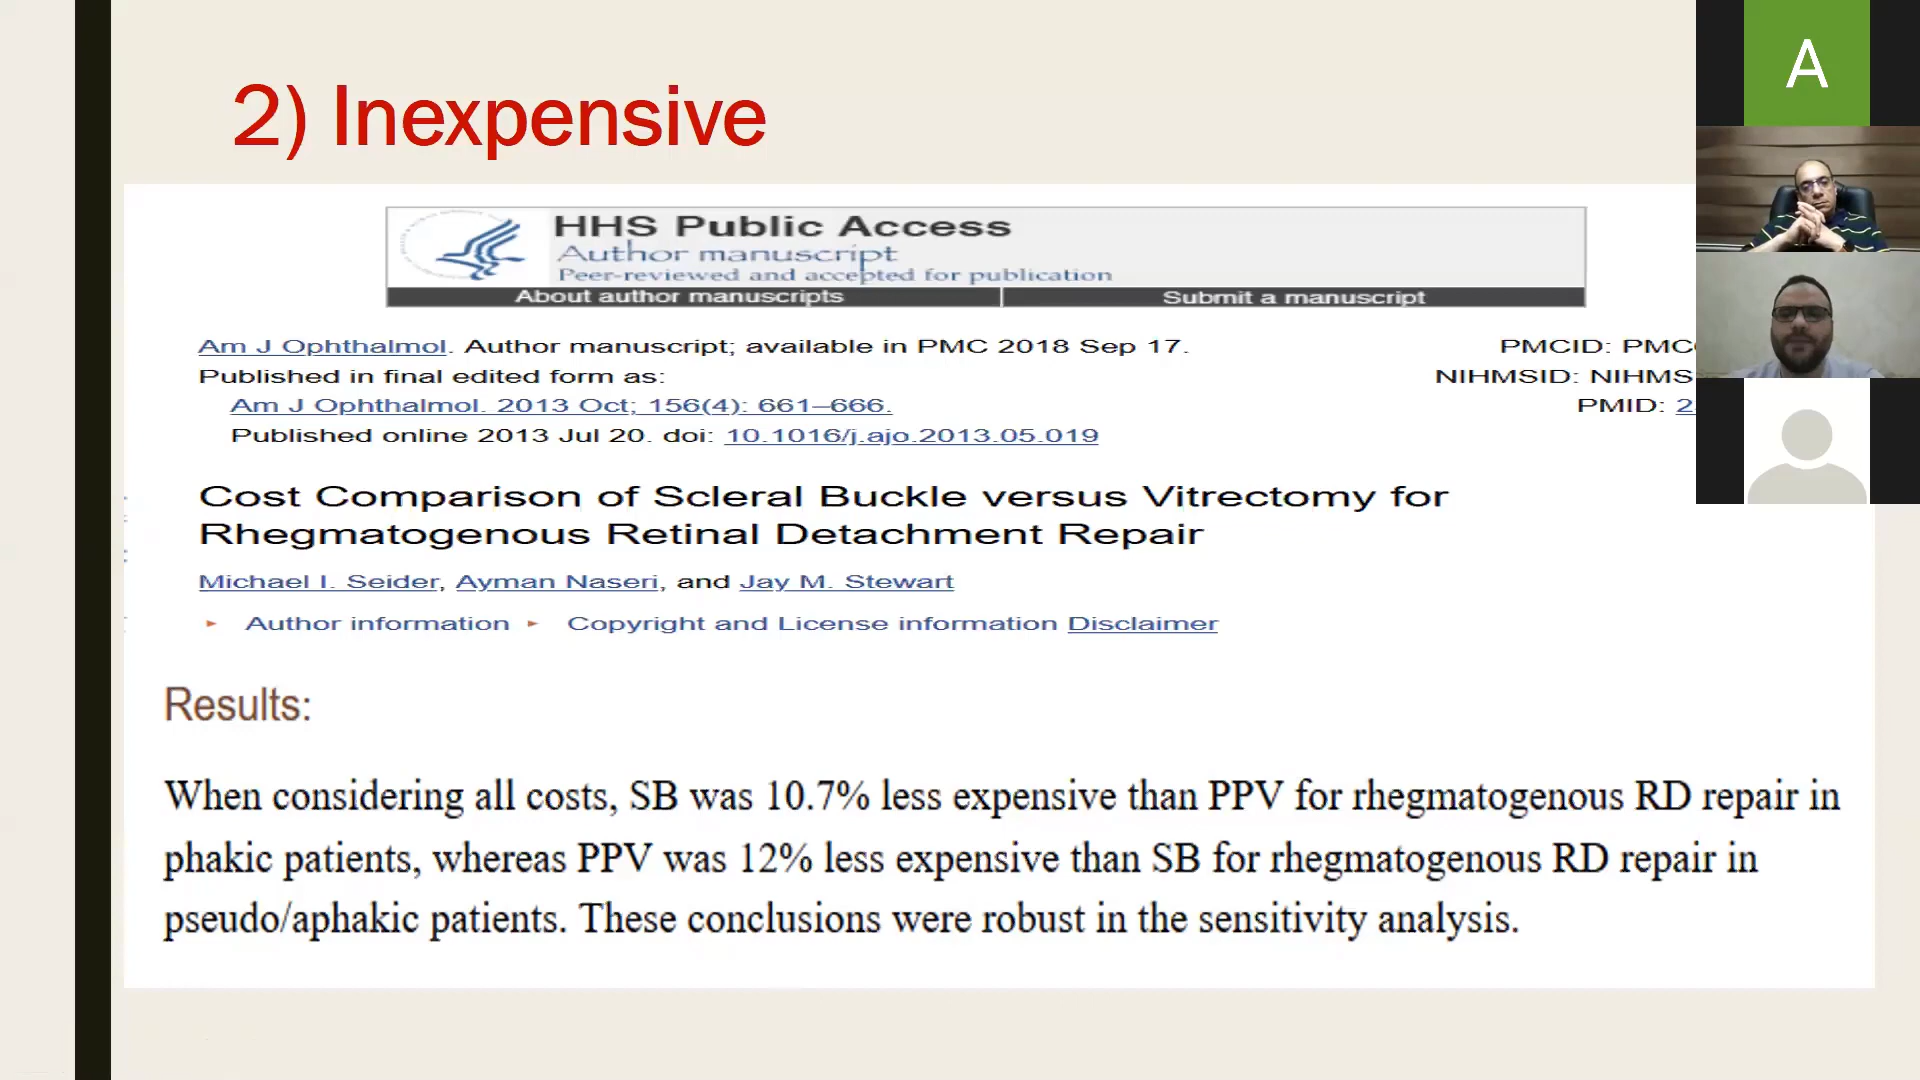 2) Inexpensive
A
HHS Public Access
Author manuscript
Peer-reviewed and accepted for publication
About author manuscripts
Submit a manuscript
Am J Ophthalmol. Author manuscript; available in PMC 2018 Sep 17.
PMCID:
Published in final edited form as:
NIHMSID:
Am J Ophthalmol. 2013 Oct; 156(4): 661–666.
PMID:
Published online 2013 Jul 20. doi: 10.1016/j.ajo.2013.05.019
Cost Comparison of Scleral Buckle versus Vitrectomy for
Rhegmatogenous Retinal Detachment Repair
Michael I. Seider, Ayman Naseri, and Jay M. Stewart
Author information
Copyright and License information Disclaimer
Results:
When considering all costs, SB was 10.7% less expensive than PPV for rhegmatogenous RD repair in
phakic patients, whereas PPV was 12% less expensive than SB for rhegmatogenous RD repair in
pseudo/aphakic patients. These conclusions were robust in the sensitivity analysis.